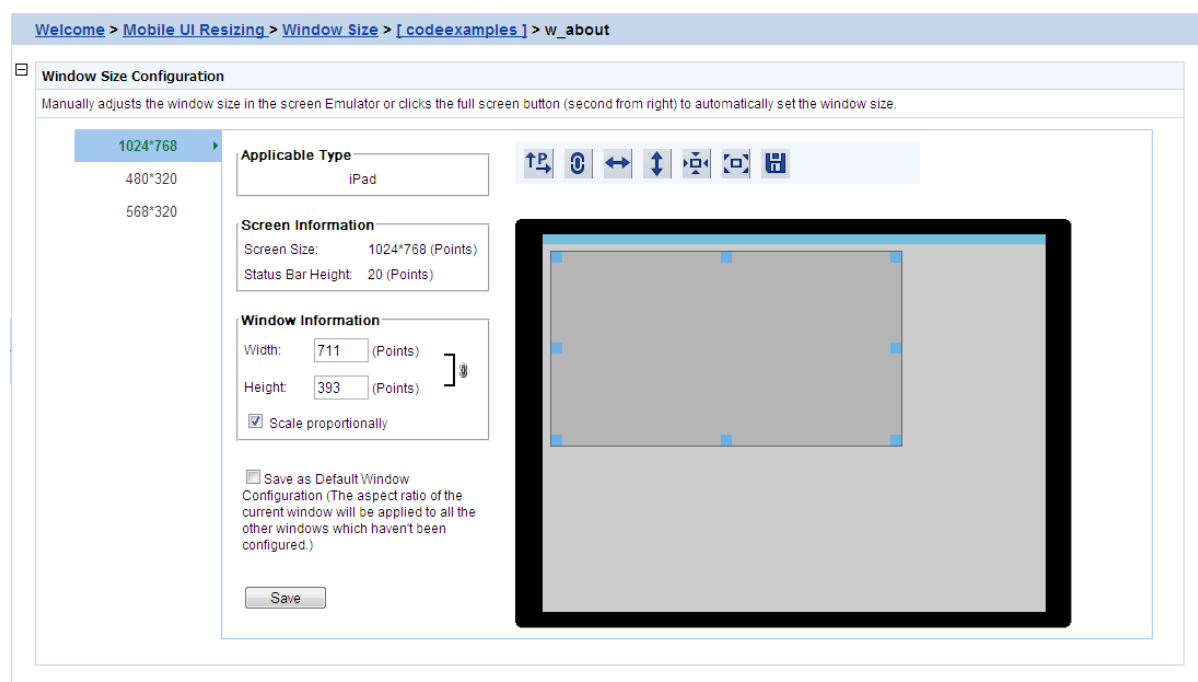 Welcome > Mobile UI Resizing > Window Size > [ codeexamples ] > w_about
Window Size Configuration
Manually adjusts the window size in the screen Emulator or clicks the full screen button (second from right) to automatically set the window size.
1024*768
480*320
568*320
Applicable Type
iPad
Screen Information
Screen Size: 1024*768 (Points)
Status Bar Height: 20 (Points)
Window Information
Width: 711 (Points)
Height: 393 (Points)
Scale proportionally
Save as Default Window
Configuration (The aspect ratio of the
current window will be applied to all the
other windows which haven't been
configured.)
Save
P